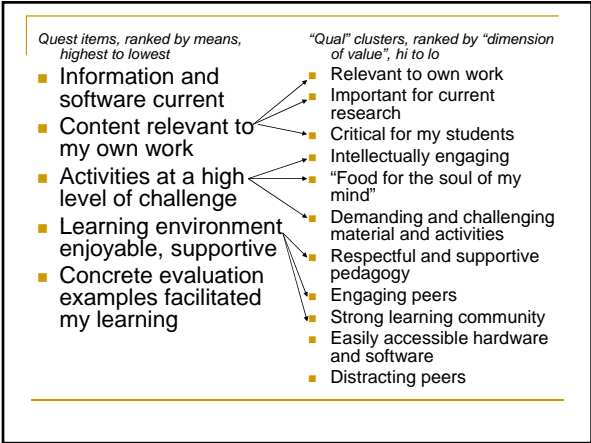 Quest items, ranked by means,
highest to lowest
Information and
software current
Content relevant to
my own work
Activities at a high
level of challenge
Learning environment
enjoyable, supportive
Concrete evaluation
examples facilitated
my learning
“Qual” clusters, ranked by “dimension
of value”, hi to lo
Relevant to own work
Important for current
research
Critical for my students
Intellectually engaging
“Food for the soul of my
mind”
Demanding and challenging
material and activities
Respectful and supportive
pedagogy
Engaging peers
Strong learning community
Easily accessible hardware
and software
Distracting peers